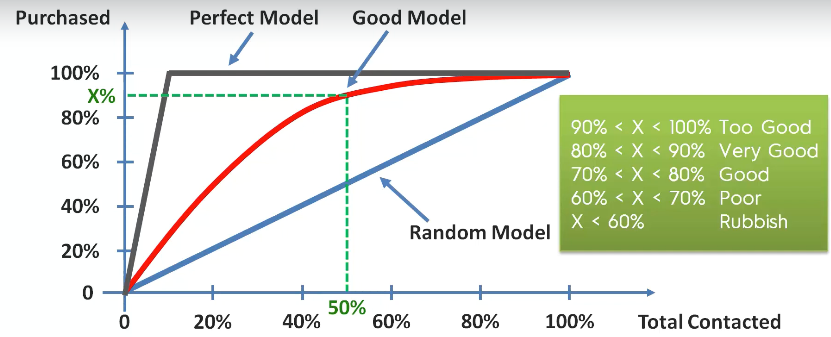 Purchased
Perfect Model
Good Model
100%
X%
80%
60%
40%
20%
0
90% < X < 100% Too Good
80% < X < 90% Very Good
70% < X < 80% Good
60% < X < 70% Poor
X < 60% Rubbish
Random Model
50%
0 20% 40% 60% 80% 100% Total Contacted